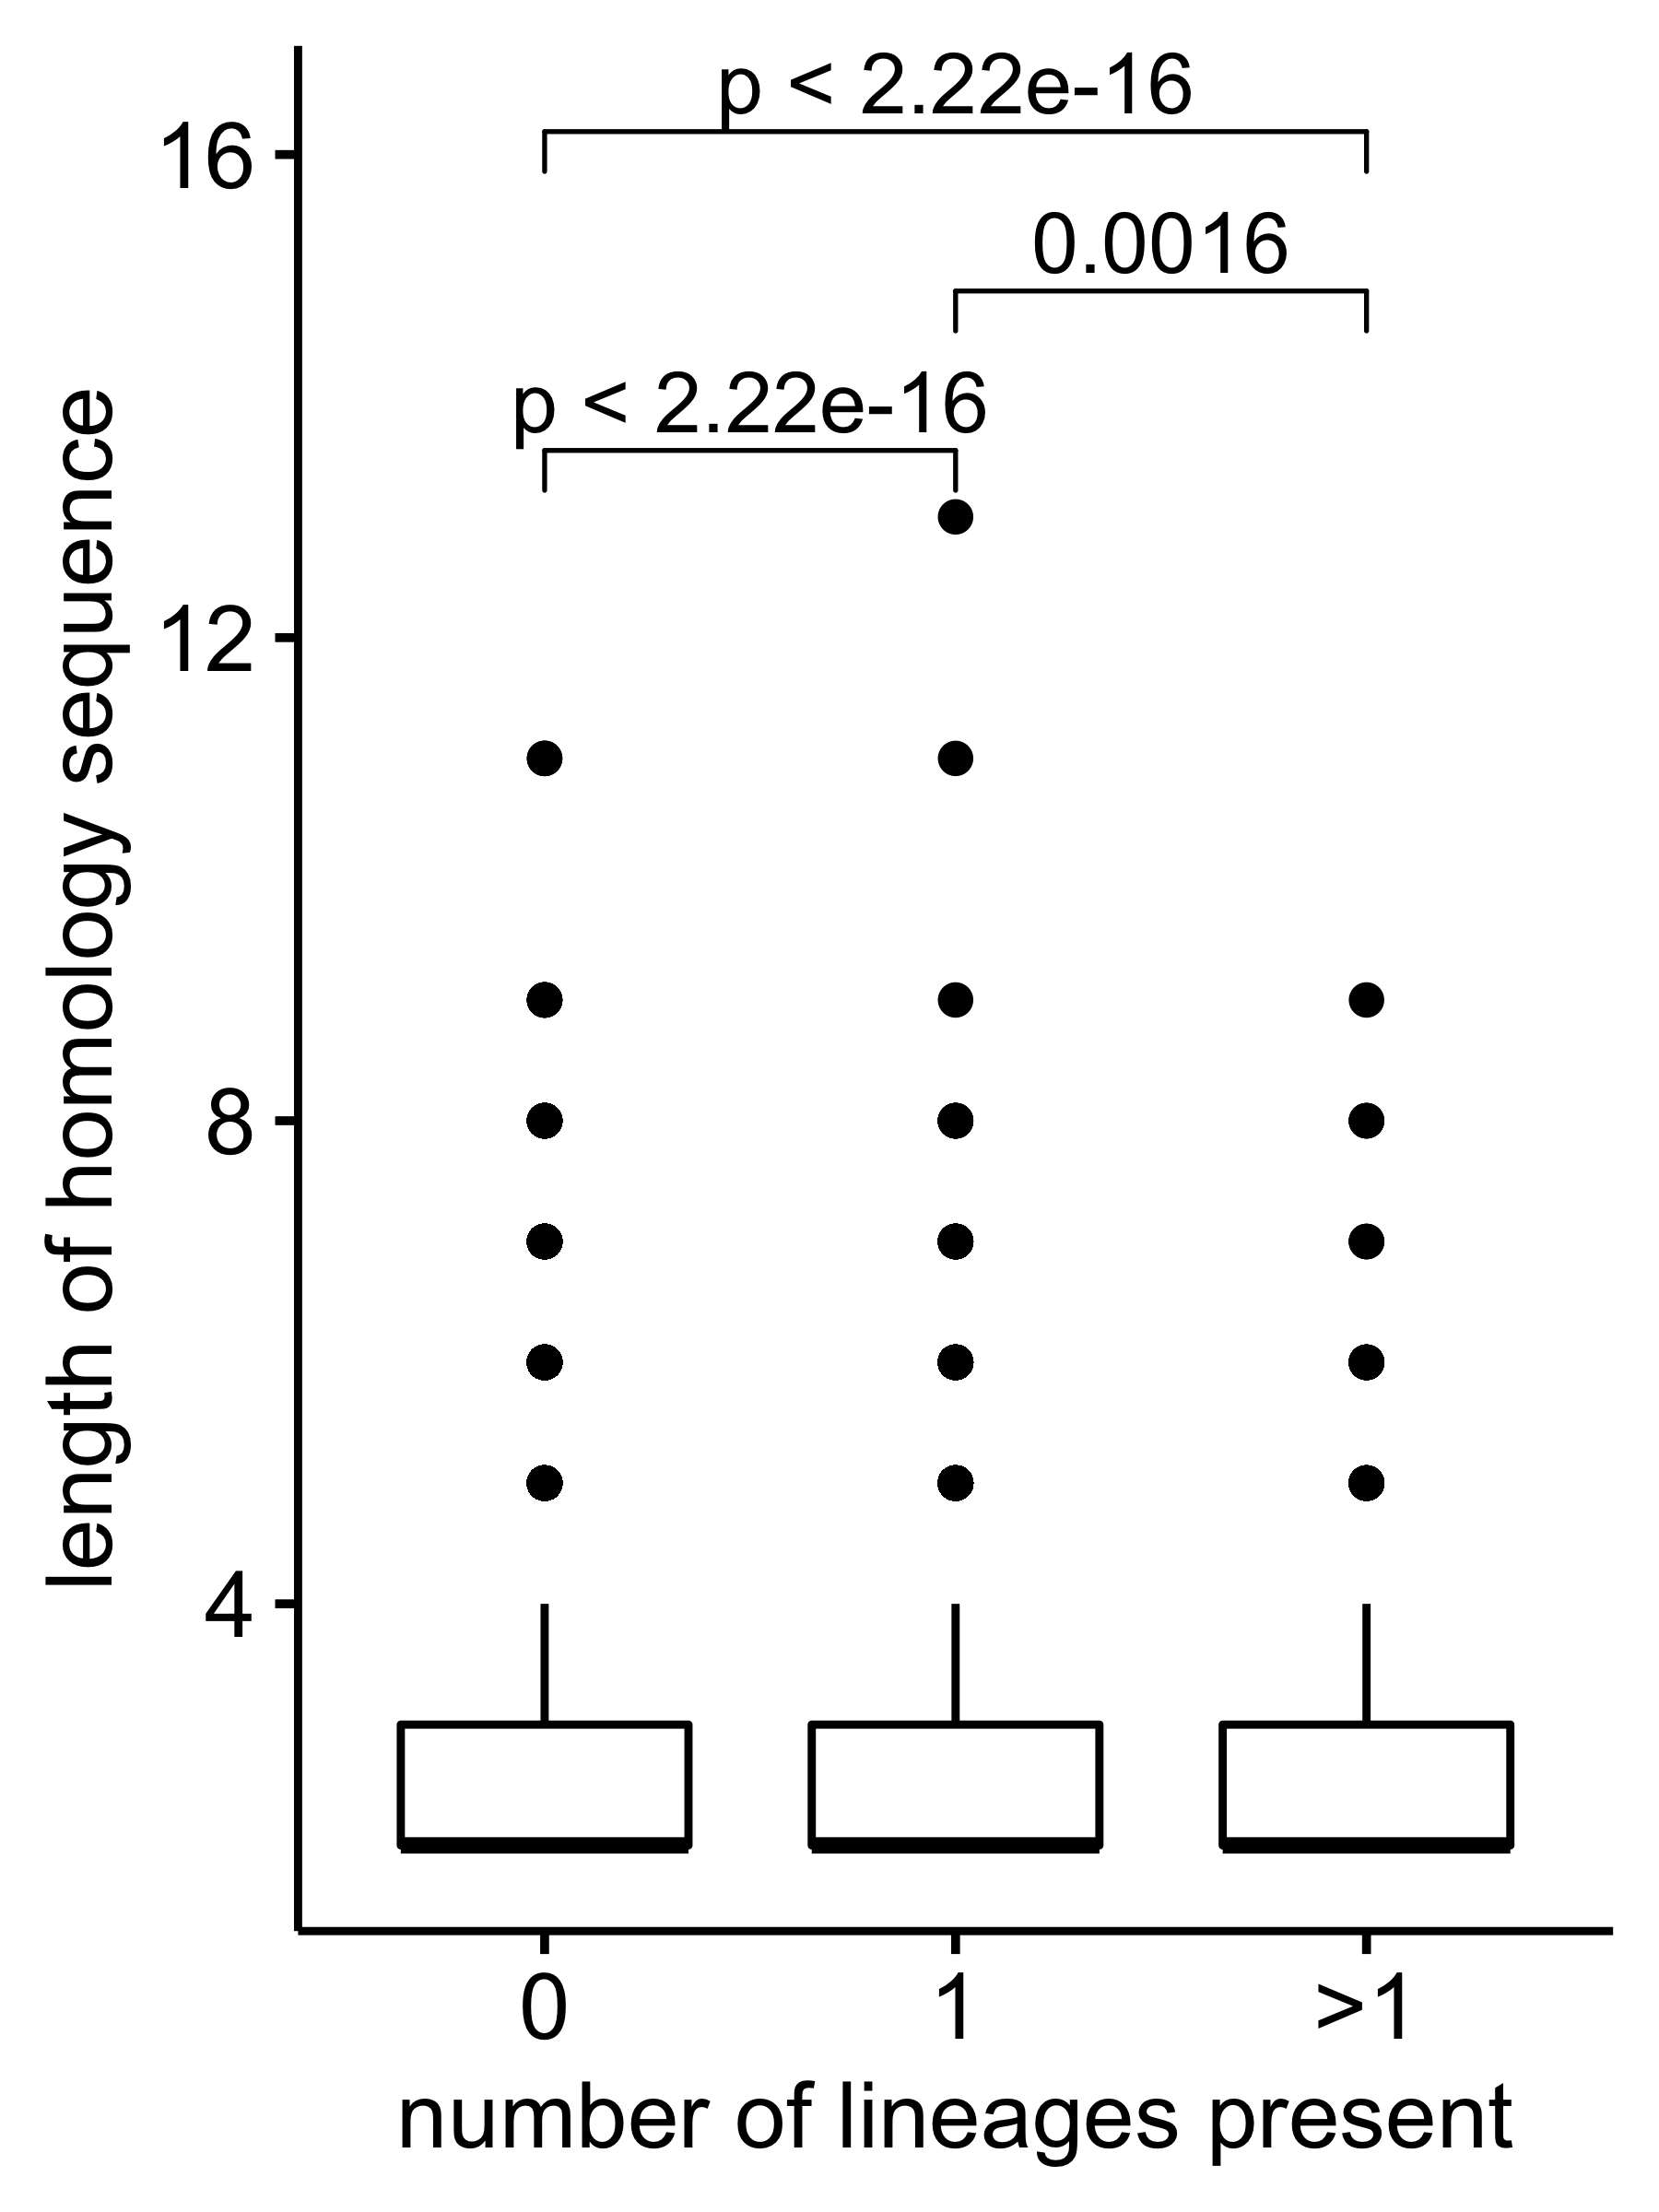 p < 2.22e-16
16
0.0016
p < 2.22e-16
12
8
4
length of homology sequence
0 1 >1
number of lineages present